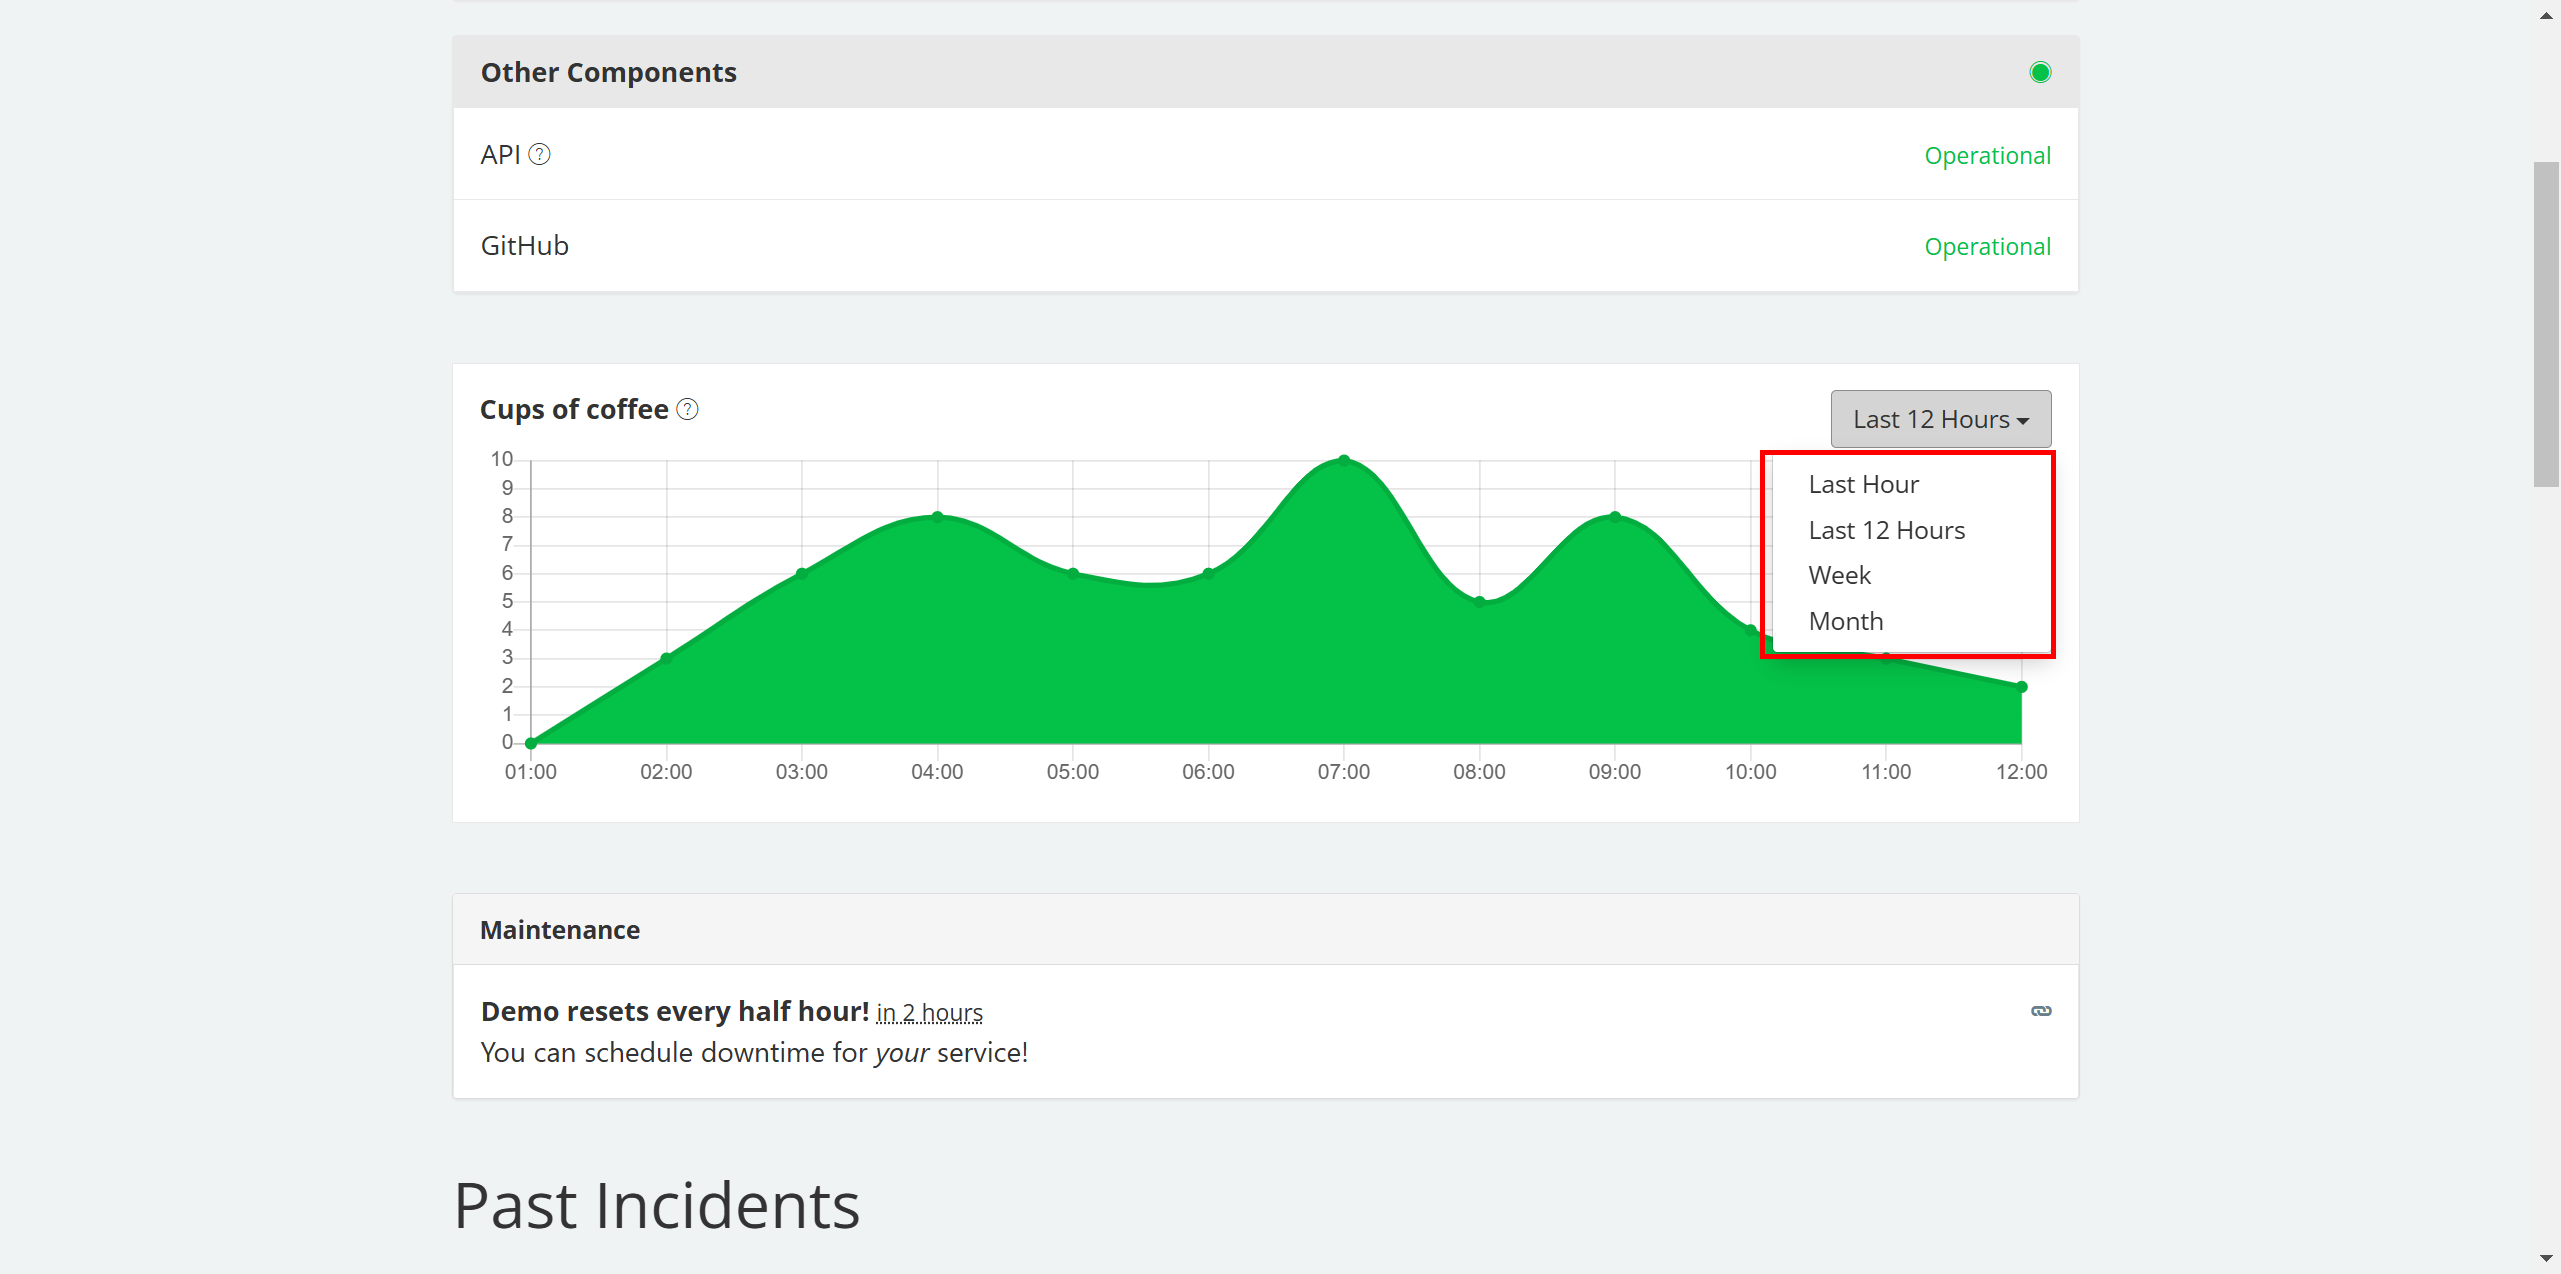 Other Components
API ?
Operational
GitHub
Operational
Cups of coffee ?
Last 12 Hours
Last Hour
Last 12 Hours
Week
Month
10
9
8
7
6
5
4
3
2
1
0
01:00 02:00 03:00 04:00 05:00 06:00 07:00 08:00 09:00 10:00 11:00 12:00
Maintenance
Demo resets every half hour! in 2 hours
You can schedule downtime for your service!
Past Incidents